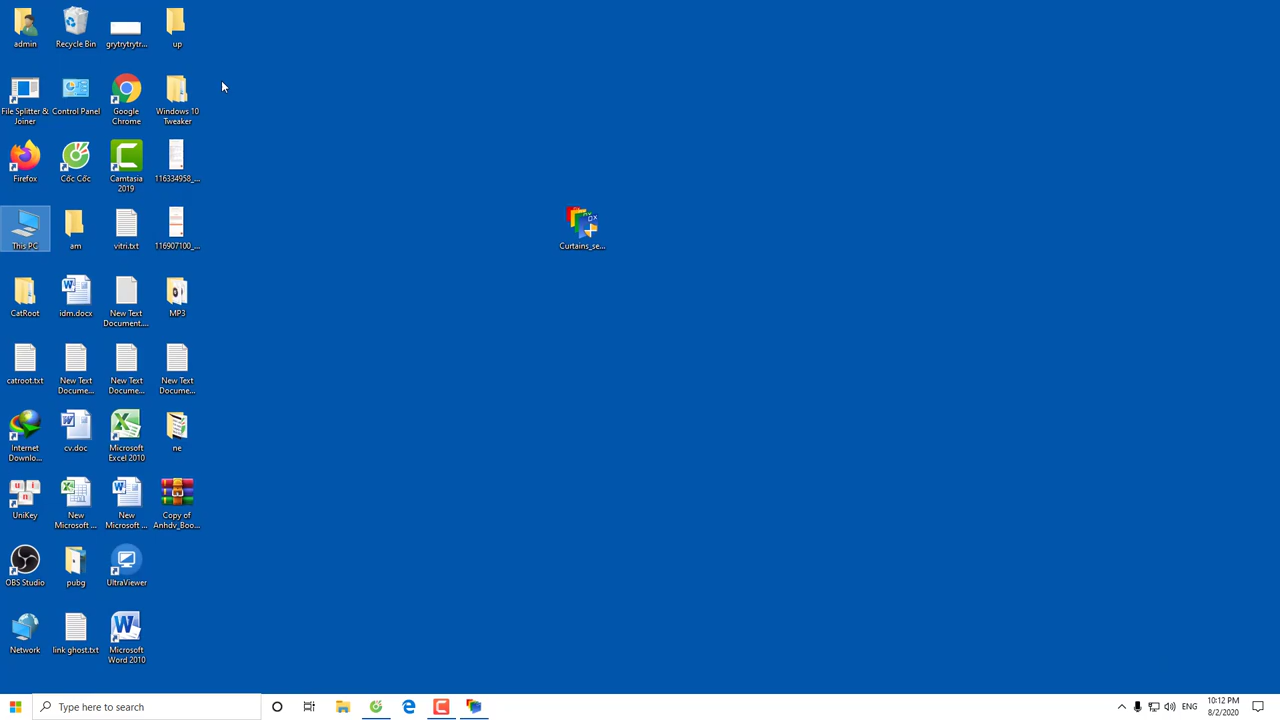 admin
Recycle Bin
grytrytrytr...
up
File Splitter &
Joiner
Control Panel
Google
Chrome
Windows 10
Tweaker
Firefox
Cốc Cốc
Camtasia
2019
116334958_...
This PC
am
vitri.txt
116907100_...
CatRoot
idm.docx
New Text
Document....
MP3
catroot.txt
New Text
Docume...
New Text
Docume...
New Text
Docume...
Internet
Downlo...
cv.doc
Microsoft
Excel 2010
ne
UniKey
New
Microsoft ...
New
Microsoft ...
Copy of
Anhdv_Boo...
OBS Studio
pubg
UltraViewer
Network
link ghost.txt
Microsoft
Word 2010
Curtains_se...
Type here to search
ENG
10:12 PM
8/2/2020